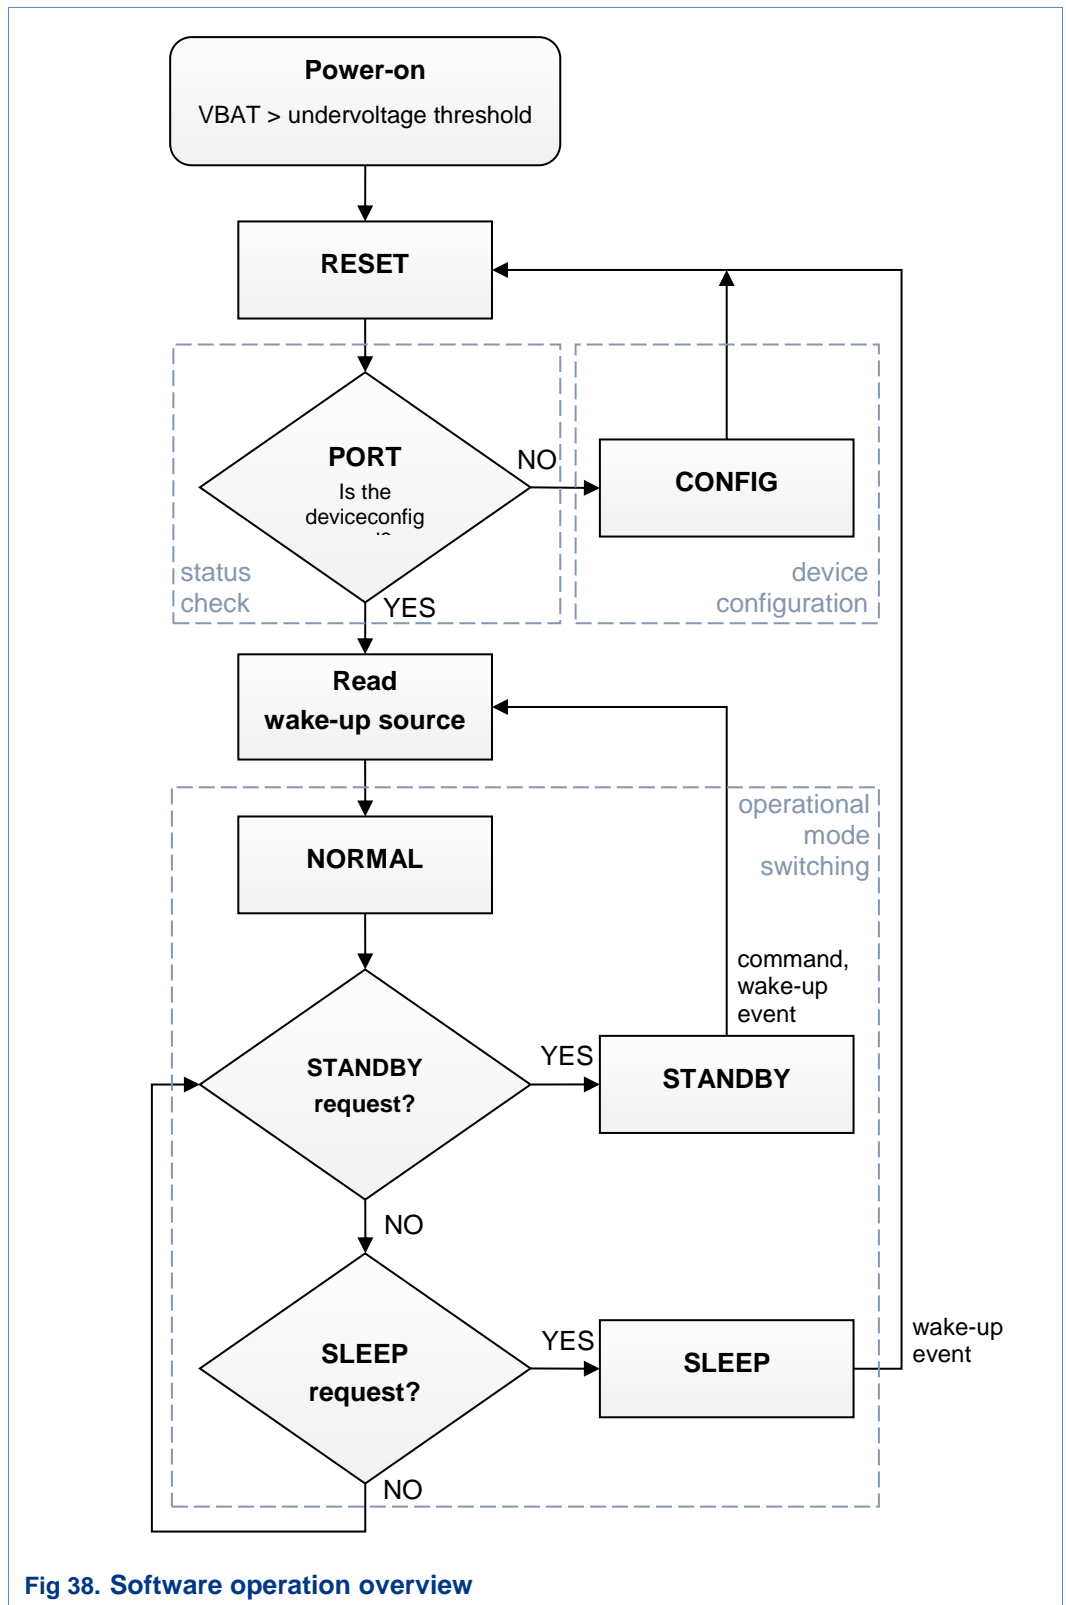 Power-on
VBAT > undervoltage threshold
RESET
PORT
Is the
deviceconfig
NO
CONFIG
status
check
device
configuration
YES
Read
wake-up source
operational
mode
switching
NORMAL
command,
wake-up
event
STANDBY
request?
YES
STANDBY
NO
SLEEP
request?
YES
SLEEP
wake-up
event
NO
Fig 38. Software operation overview